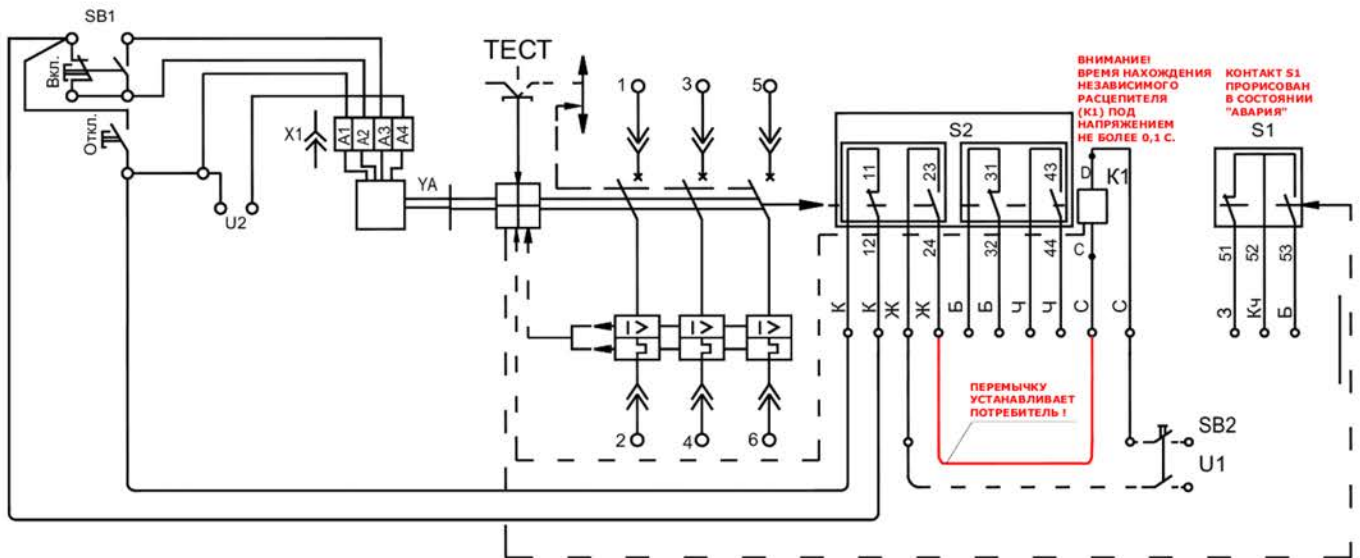 SB1
Вкл.
Откл.
X1
A1
A2
A3
A4
U2
YA
ТЕСТ
1
3
5
2
4
6
I>
I>
I>
S2
11
23
31
43
12
24
32
44
D
K1
C
К
К
Ж
Ж
Б
Б
Ч
Ч
С
С
ВНИМАНИЕ!
ВРЕМЯ НАХОЖДЕНИЯ
НЕЗАВИСИМОГО
РАСЦЕПИТЕЛЯ
(К1) ПОД
НАПРЯЖЕНИЕМ
НЕ БОЛЕЕ 0,1 С.
КОНТАКТ S1
ПРОРИСОВАН
В СОСТОЯНИИ
"АВАРИЯ"
S1
51
52
53
З
Кч
Б
ПЕРЕМЫЧКУ
УСТАНАВЛИВАЕТ
ПОТРЕБИТЕЛЬ !
SB2
U1